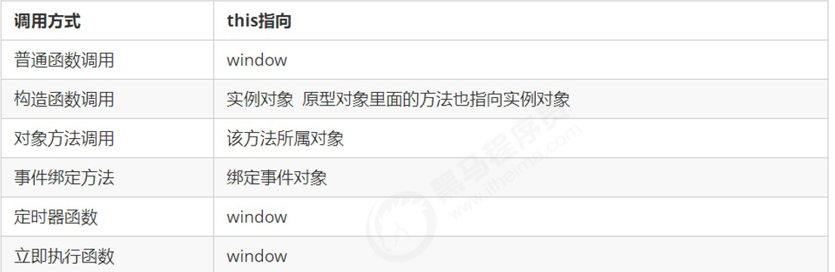 调用方式 this指向
普通函数调用 window
构造函数调用 实例对象 原型对象里面的方法也指向实例对象
对象方法调用 该方法所属对象
事件绑定方法 绑定事件对象
定时器函数 window
立即执行函数 window
黑马程序员
www.itheima.com